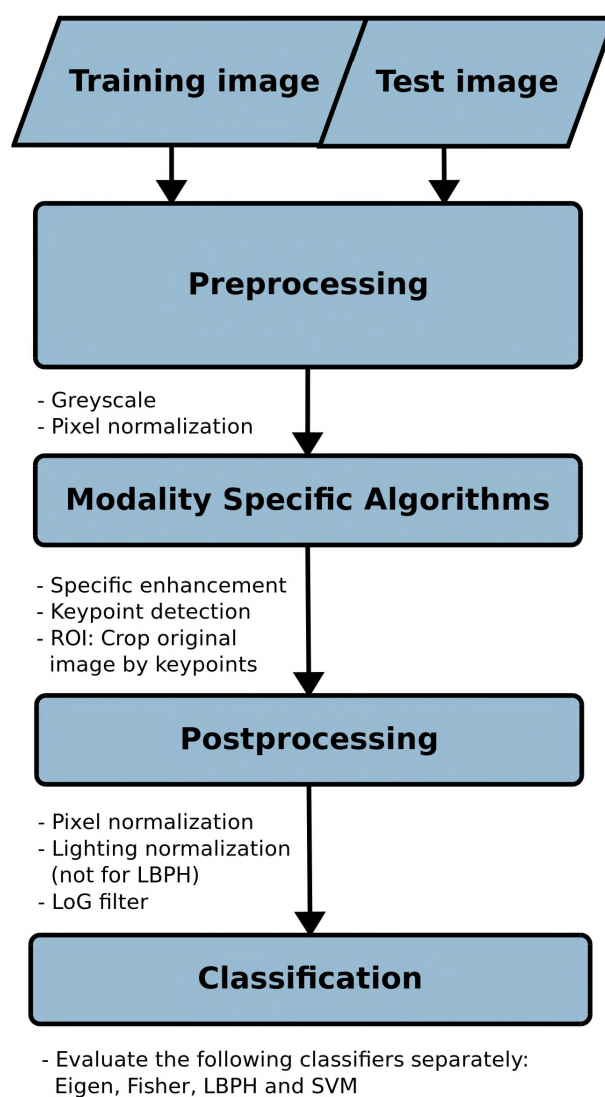 Training image
Test image
Preprocessing
- Greyscale
- Pixel normalization
Modality Specific Algorithms
- Specific enhancement
- Keypoint detection
- ROI: Crop original
image by keypoints
Postprocessing
- Pixel normalization
- Lighting normalization
(not for LBPH)
- LoG filter
Classification
- Evaluate the following classifiers separately:
Eigen, Fisher, LBPH and SVM